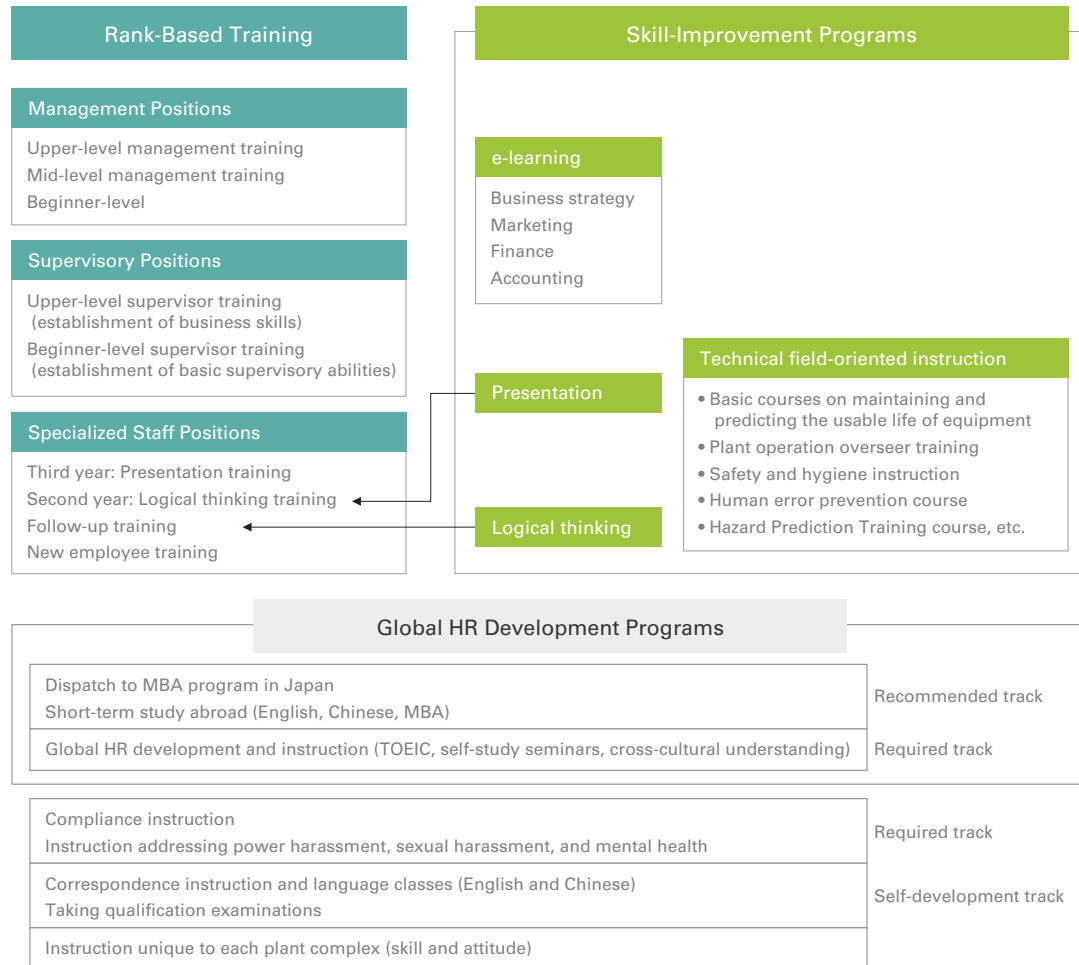 Rank-Based Training
Management Positions
Upper-level management training
Mid-level management training
Beginner-level
Supervisory Positions
Upper-level supervisor training
(establishment of business skills)
Beginner-level supervisor training
(establishment of basic supervisory abilities)
Specialized Staff Positions
Third year: Presentation training
Second year: Logical thinking training
Follow-up training
New employee training
Skill-Improvement Programs
e-learning
Business strategy
Marketing
Finance
Accounting
Presentation
Logical thinking
Technical field-oriented instruction
• Basic courses on maintaining and
predicting the usable life of equipment
• Plant operation overseer training
• Safety and hygiene instruction
• Human error prevention course
• Hazard Prediction Training course, etc.
Global HR Development Programs
Dispatch to MBA program in Japan
Short-term study abroad (English, Chinese, MBA)
Recommended track
Global HR development and instruction (TOEIC, self-study seminars, cross-cultural understanding)
Required track
Compliance instruction
Instruction addressing power harassment, sexual harassment, and mental health
Required track
Correspondence instruction and language classes (English and Chinese)
Taking qualification examinations
Self-development track
Instruction unique to each plant complex (skill and attitude)